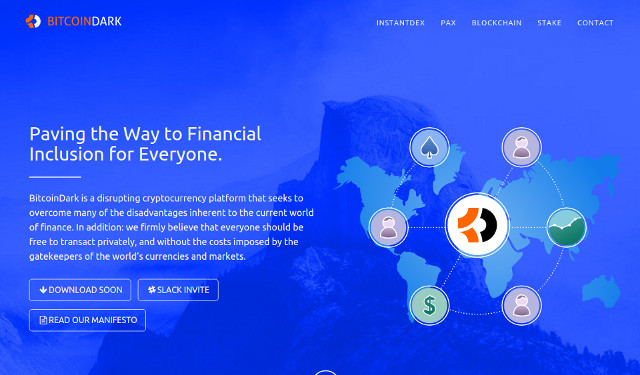 BITCOINDARK
INSTANTDEX PAX BLOCKCHAIN STAKE CONTACT
Paving the Way to Financial
Inclusion for Everyone.
BitcoinDark is a disrupting cryptocurrency platform that seeks to
overcome many of the disadvantages inherent to the current world
of finance. In addition: we firmly believe that everyone should be
free to transact privately, and without the costs imposed by the
gatekeepers of the world's currencies and markets.
DOWNLOAD SOON SLACK INVITE
READ OUR MANIFESTO
$